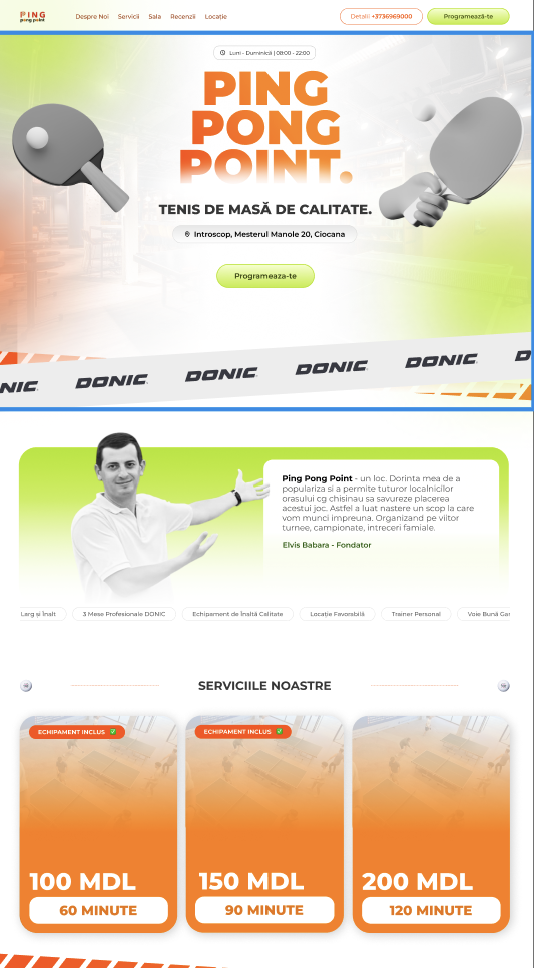 PING
pong point
Despre Noi Servicii Sala Recenzii Locație
Detalii +3736969000
Programează-te
Luni - Duminică | 08:00 - 22:00
PING
PONG
POINT.
TENIS DE MASĂ DE CALITATE.
Introscop, Mesterul Manole 20, Ciocana
Programeaza-te
NIC DONIC DONIC DONIC DONIC D
Ping Pong Point - un loc. Dorinta mea de a
populariza si a permite tuturor localnicilor
orasului cg chisinau sa savureze placerea
acestui joc. Astfel a luat nastere un scop la care
vom munci impreuna. Organizand pe viitor
turnee, campionate, intreceri famiale.
Elvis Babara - Fondator
Larg și Înalt
3 Mese Profesionale DONIC
Echipament de Înaltă Calitate
Locație Favorabilă
Trainer Personal
Voie Bună Gar
SERVICIILE NOASTRE
ECHIPAMENT INCLUS ✅
100 MDL
60 MINUTE
ECHIPAMENT INCLUS ✅
150 MDL
90 MINUTE
200 MDL
120 MINUTE